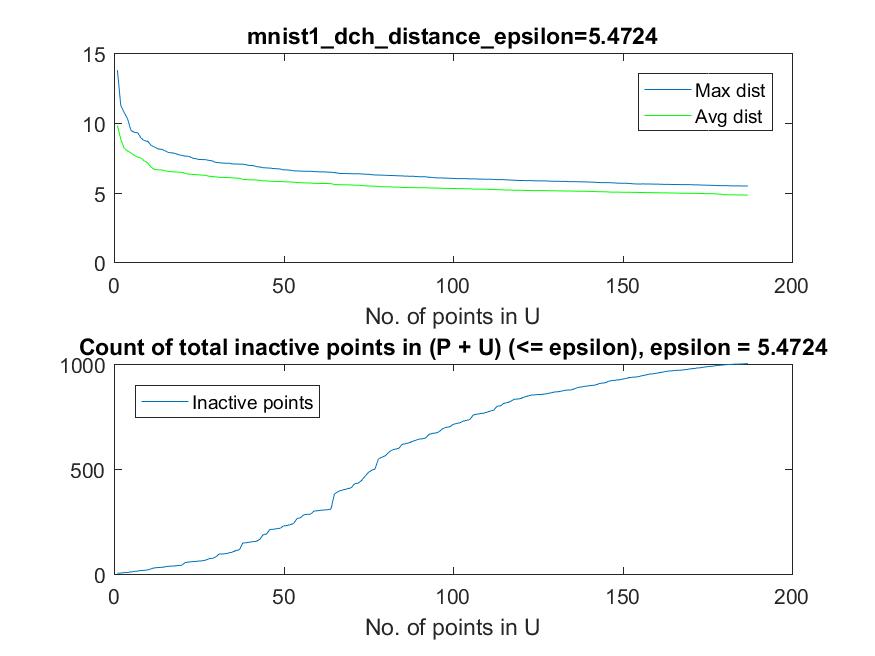 mnist1_dch_distance_epsilon=5.4724
15
10
5
0
Max dist
Avg dist
0 50 100 150 200
No. of points in U
Count of total inactive points in (P + U) (<= epsilon), epsilon = 5.4724
1000
500
0
Inactive points
0 50 100 150 200
No. of points in U